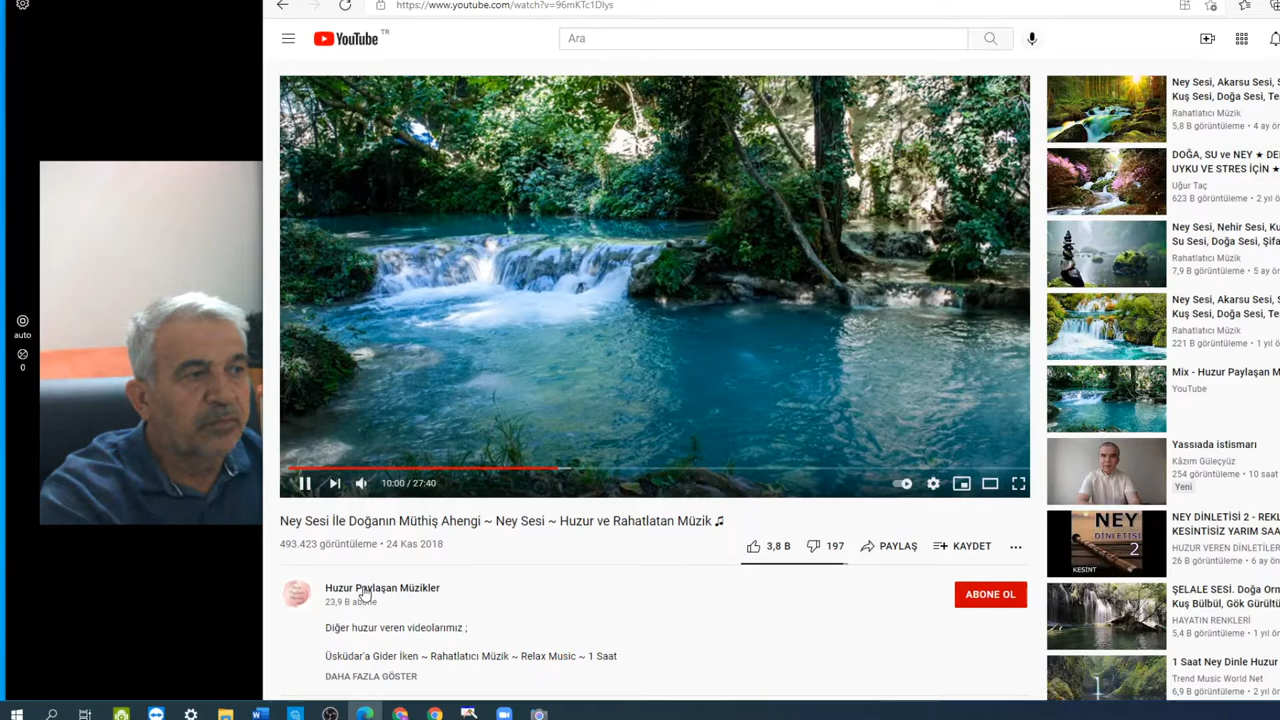 https://www.youtube.com/watch?v=96mKTc1DIys
YouTube TR
Ara
auto
0
10:00 / 27:40
Ney Sesi İle Doğanın Müthiş Ahengi ~ Ney Sesi ~ Huzur ve Rahatlatan Müzik ♫
493.423 görüntüleme • 24 Kas 2018
3,8 B
197
PAYLAŞ
KAYDET
Huzur Paylaşan Müzikler
23,9 B abone
ABONE OL
Diğer huzur veren videolarımız ;
Üsküdar'a Gider İken ~ Rahatlatıcı Müzik ~ Relax Music ~ 1 Saat
DAHA FAZLA GÖSTER
Ney Sesi, Akarsu Sesi, S
Kuş Sesi, Doğa Sesi, Te
Rahatlatıcı Müzik
5,8 B görüntüleme • 4 ay ö
DOĞA, SU ve NEY ★ DE
UYKU VE STRES İÇİN ★
Uğur Taç
623 B görüntüleme • 2 yıl ö
Ney Sesi, Nehir Sesi, Ku
Su Sesi, Doğa Sesi, Şifa
Rahatlatıcı Müzik
7,9 B görüntüleme • 5 ay ö
Ney Sesi, Akarsu Sesi, S
Kuş Sesi, Doğa Sesi, Te
Rahatlatıcı Müzik
221 B görüntüleme • 1 yıl ö
Mix - Huzur Paylaşan M
YouTube
Yassıada istismarı
Kâzım Güleçyüz
254 görüntüleme • 10 saat
Yeni
NEY
DİNLETİSİ
2
KESİNT
NEY DİNLETİSİ 2 - REKL
KESİNTİSİZ YARIM SAA
HUZUR VEREN DİNLETİLER
26 B görüntüleme • 6 ay ö
ŞELALE SESİ. Doğa Orm
Kuş Bülbül, Gök Gürültü
HAYATIN RENKLERİ
5,4 B görüntüleme • 1 yıl ö
1 Saat Ney Dinle Huzur
Trend Music World Net
6,9 B görüntüleme • 2 yıl ö